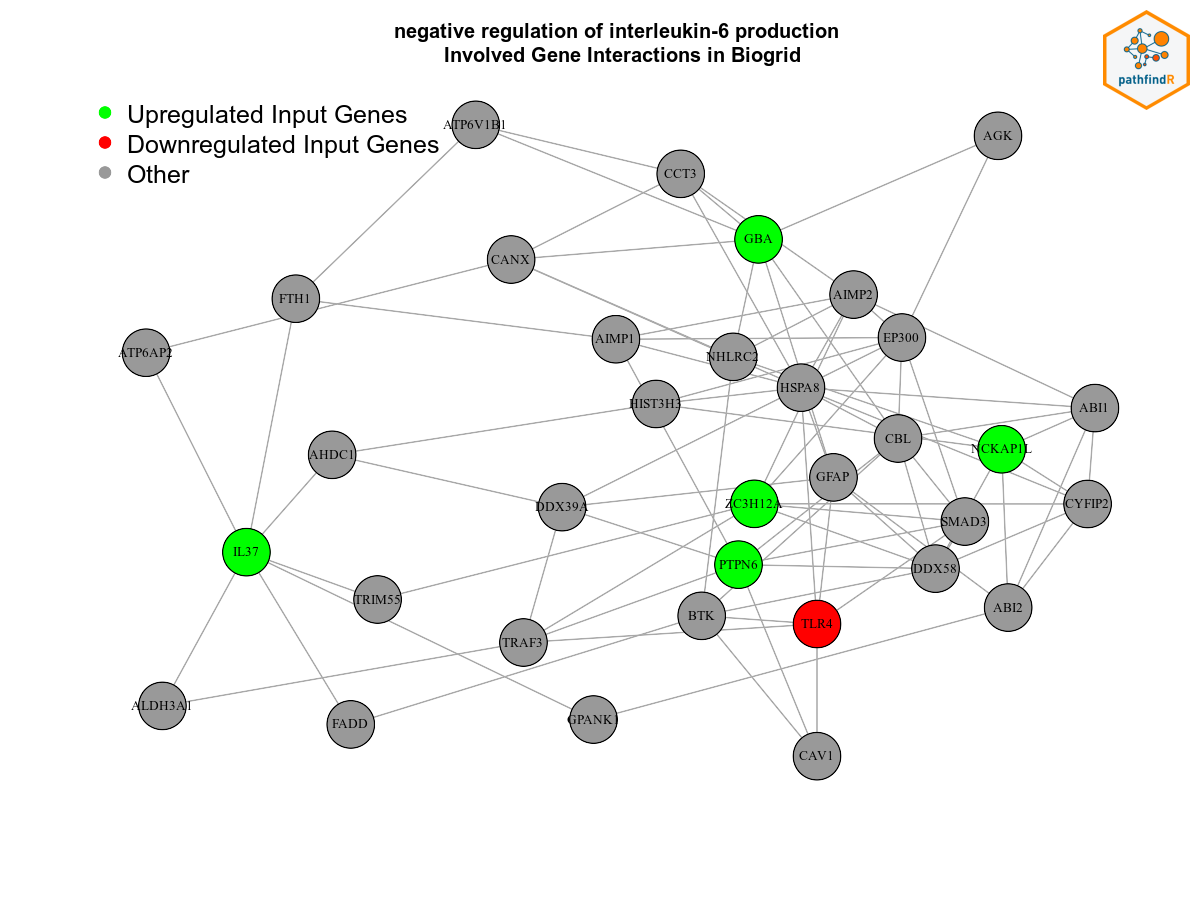 negative regulation of interleukin-6 production
Involved Gene Interactions in Biogrid
pathfindR
Upregulated Input Genes
Downregulated Input Genes
Other
ATP6V1B1
AGK
CCT3
GBA
CANX
FTH1
AIMP2
ATP6AP2
AIMP1
EP300
NHLRC2
HSPA8
HIST3H3
ABI1
CBL
AHDC1
NCKAP1L
GFAP
DDX39A
ZC3H12A
CYFIP2
SMAD3
IL37
PTPN6
DDX58
TRIM55
BTK
ABI2
TLR4
TRAF3
ALDH3A1
FADD
GPANK1
CAV1